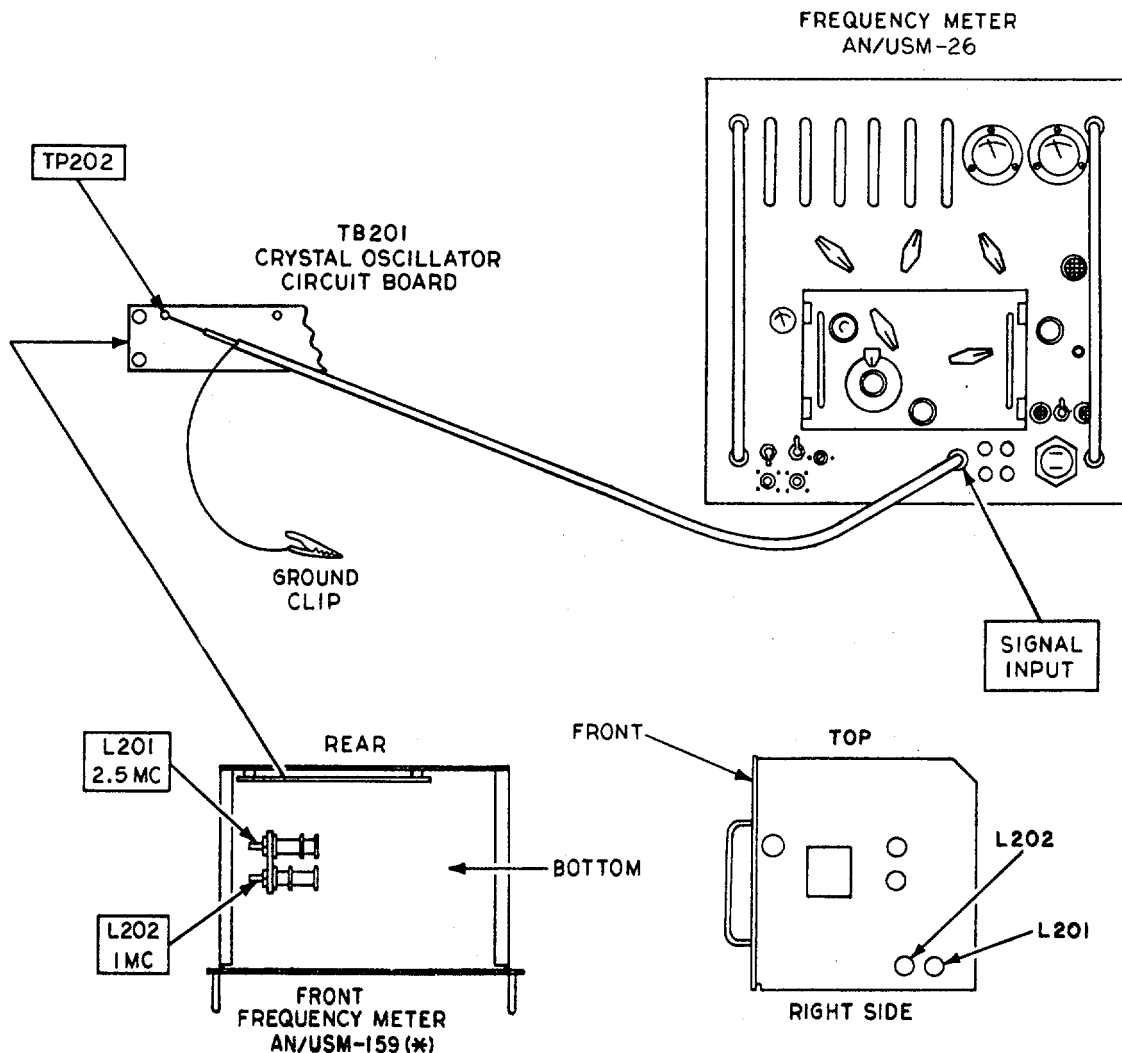 FREQUENCY METER
AN/USM-26
TP202
TB201
CRYSTAL OSCILLATOR
CIRCUIT BOARD
GROUND
CLIP
SIGNAL
INPUT
L201
2.5 MC
REAR
BOTTOM
L202
1 MC
FRONT
FREQUENCY METER
AN/USM-159 (*)
FRONT
TOP
L202
L201
RIGHT SIDE